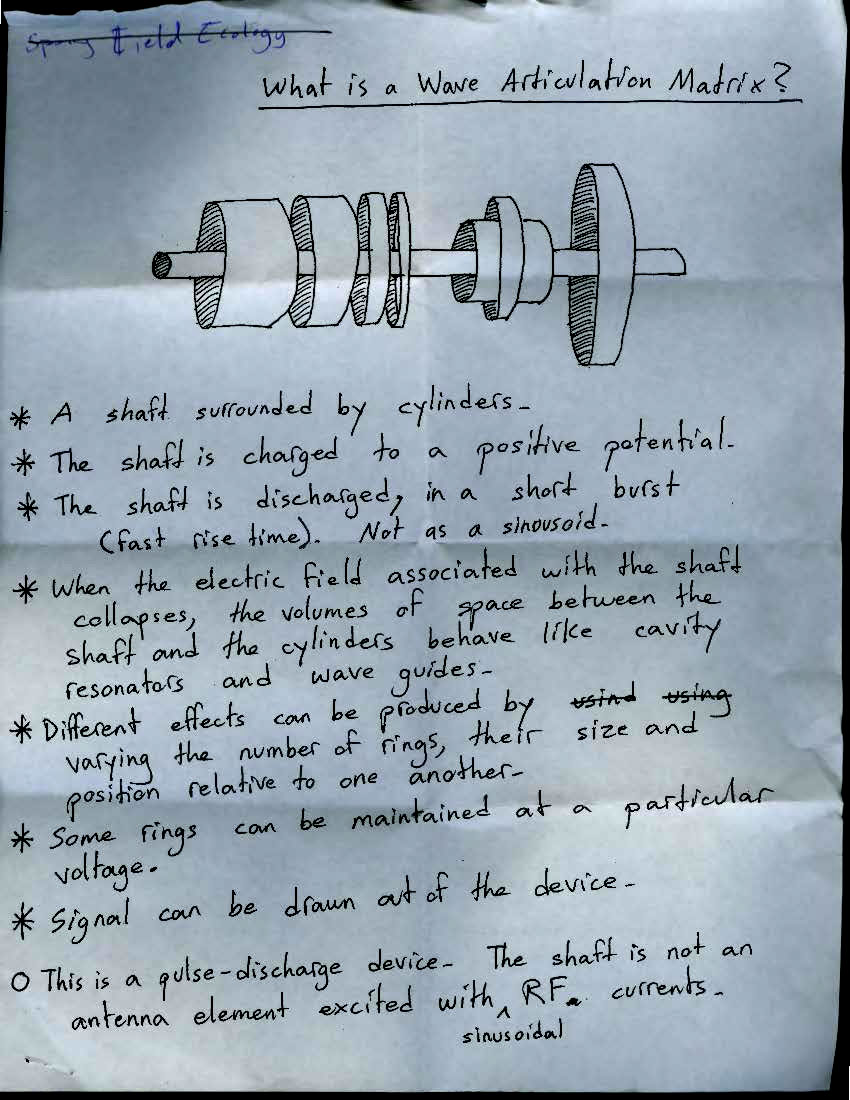 Field Ecology
What is a Wave Articulation Matrix?
* A shaft surrounded by cylinders.
* The shaft is charged to a positive potential.
* The shaft is discharged, in a short burst
(fast rise time). Not as a sinousoid.
* When the electric field associated with the shaft
collapses, the volumes of space between the
shaft and the cylinders behave like cavity
resonators and wave guides.
* Different effects can be produced by usind using
varying the number of rings, their size and
position relative to one another.
* Some rings can be maintained at a particular
voltage.
* Signal can be drawn out of the device.
O This is a pulse-discharge device. The shaft is not an
antenna element excited with ^ RF. currents.
sinusoidal